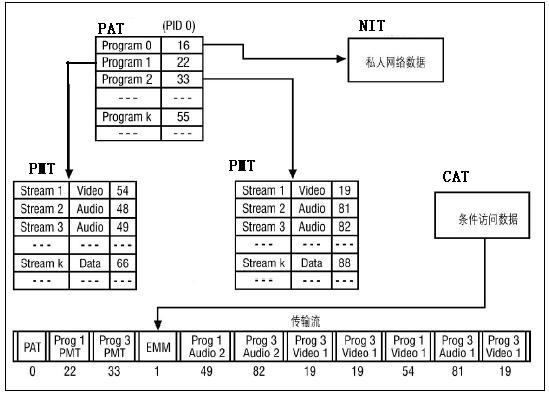 PAT (PID 0)
Program 0 16
Program 1 22
Program 2 33
--- ---
Program k 55
NIT
私人网络数据
PMT
Stream 1 Video 54
Stream 2 Audio 48
Stream 3 Audio 49
--- ---
Stream k Data 66
--- ---
PMT
Stream 1 Video 19
Stream 2 Audio 81
Stream 3 Audio 82
--- ---
Stream k Data 88
--- ---
CAT
条件访问数据
传输流
PAT Prog 1 PMT Prog 3 PMT EMM Prog 1 Audio 2 Prog 3 Audio 2 Prog 3 Video 1 Prog 3 Video 1 Prog 1 Video 1 Prog 3 Audio 1 Prog 3 Video 1
0 22 33 1 49 82 19 19 54 81 19